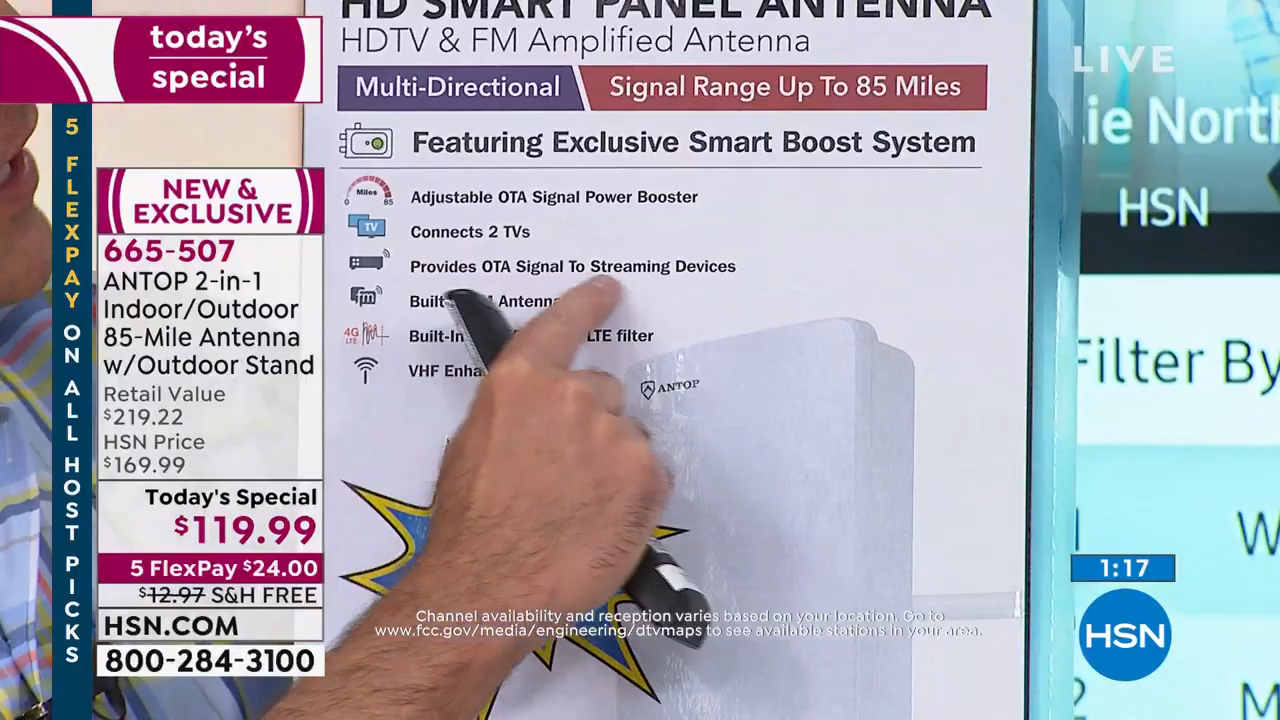 today's
special
5 FLEXPAY ON ALL HOST PICKS
NEW &
EXCLUSIVE
665-507
ANTOP 2-in-1
Indoor/Outdoor
85-Mile Antenna
w/Outdoor Stand
Retail Value
$219.22
HSN Price
$169.99
Today's Special
$119.99
5 FlexPay $24.00
$12.97 S&H FREE
HSN.COM
800-284-3100
HD SMART PANEL ANTENNA
HDTV & FM Amplified Antenna
Multi-Directional
Signal Range Up To 85 Miles
Featuring Exclusive Smart Boost System
Miles
85
Adjustable OTA Signal Power Booster
TV
Connects 2 TVs
Provides OTA Signal To Streaming Devices
fm
Built- Antenna
4G
LTE
Built-In LTE filter
VHF Enha
ANTOP
Channel availability and reception varies based on your location. Go to
www.fcc.gov/media/engineering/dtvmaps to see available stations in your area.
LIVE
ie North
HSN
Filter By
W
1:17
HSN
2
M